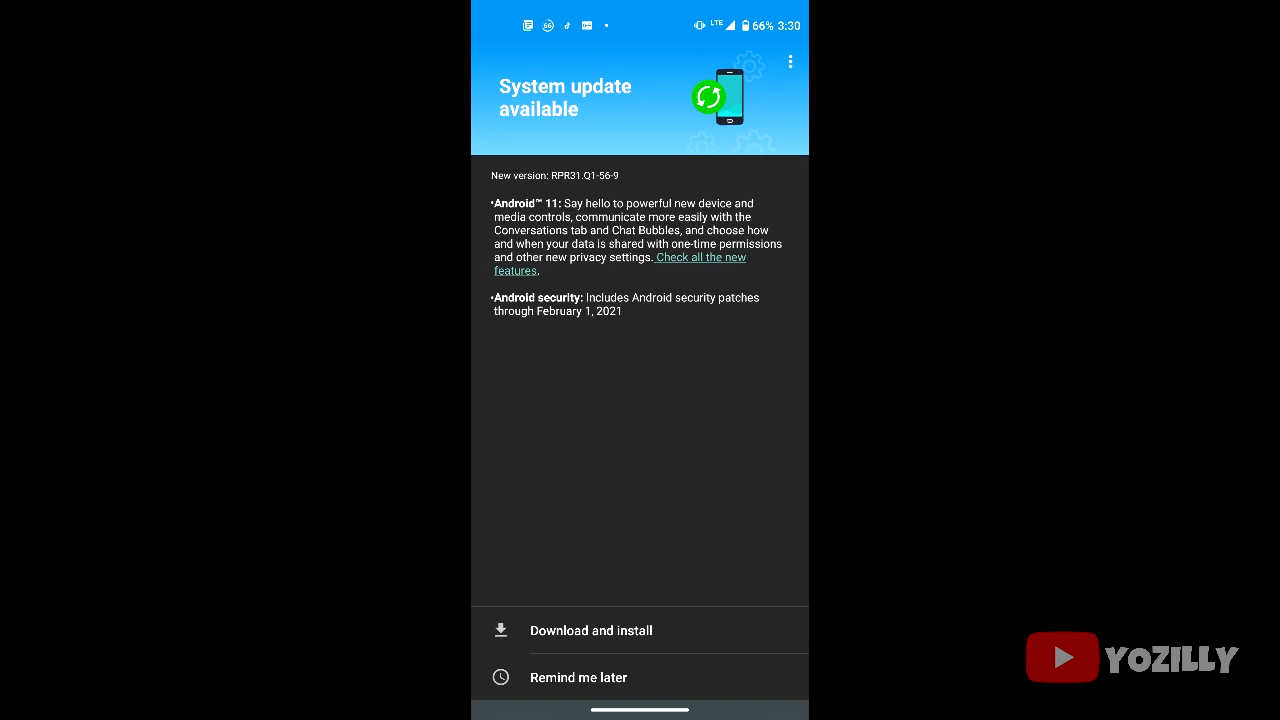 LTE 66% 3:30
System update
available
New version: RPR31.Q1-56-9
•Android™ 11: Say hello to powerful new device and
media controls, communicate more easily with the
Conversations tab and Chat Bubbles, and choose how
and when your data is shared with one-time permissions
and other new privacy settings. Check all the new
features.
•Android security: Includes Android security patches
through February 1, 2021
Download and install
Remind me later
YOZILLY